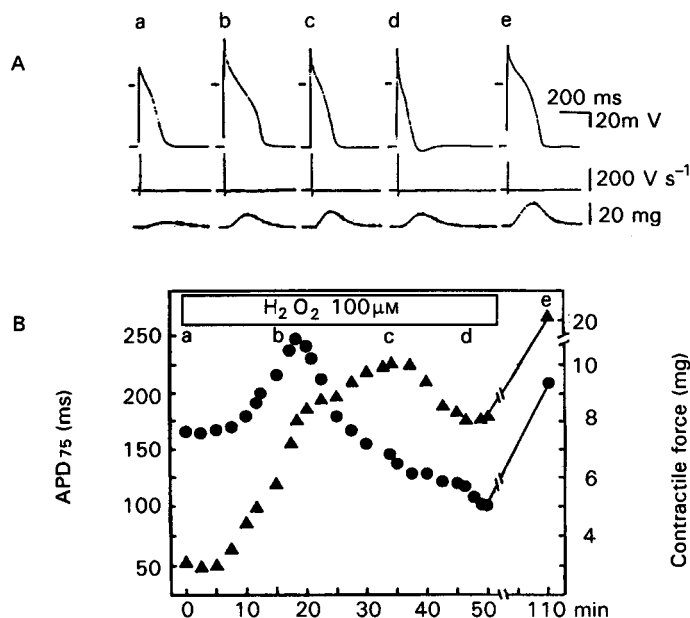 a b c d e
A
200 ms
20m V
200 V s⁻¹
20 mg
B
H₂O₂ 100μM
a b c d e
250
200
150
100
50
APD₇₅ (ms)
20
10
8
6
4
Contractile force (mg)
0 10 20 30 40 50 110 min